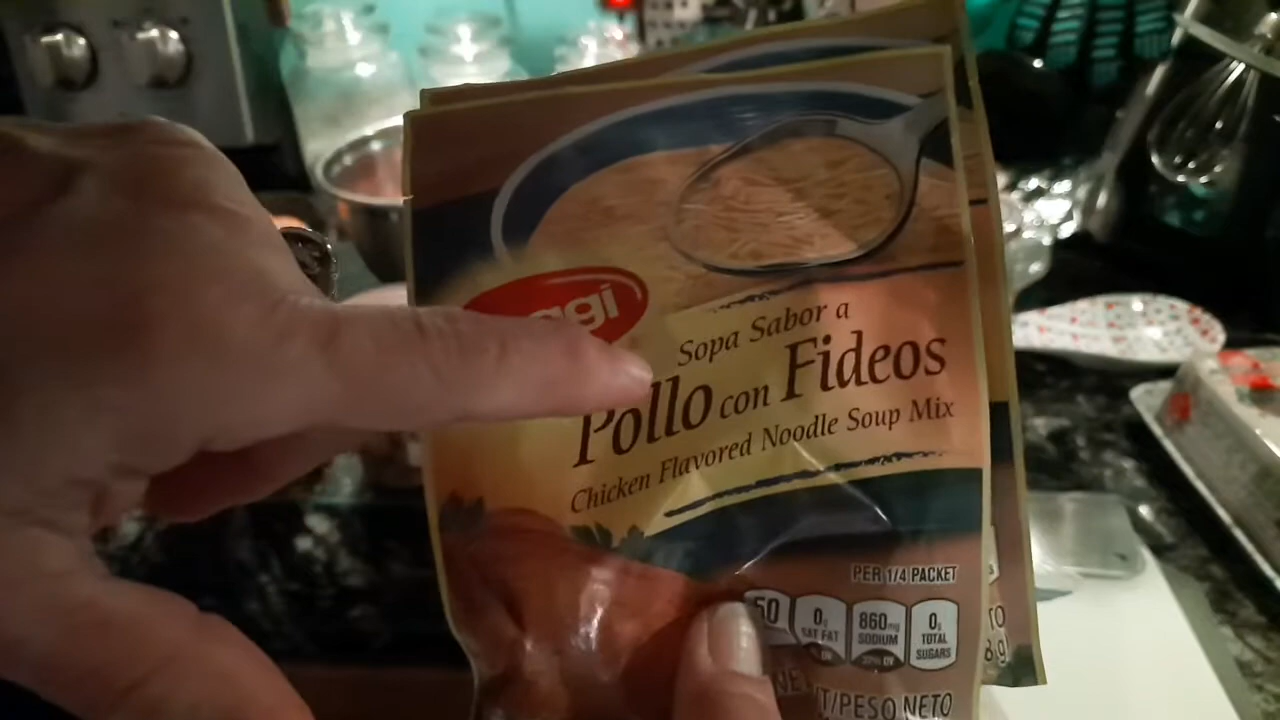 Sopa Sabor a
Pollo con Fideos
Chicken Flavored Noodle Soup Mix
PER 1/4 PACKET
50 0g SAT FAT 860mg SODIUM 0g TOTAL SUGARS
T/PESO NETO